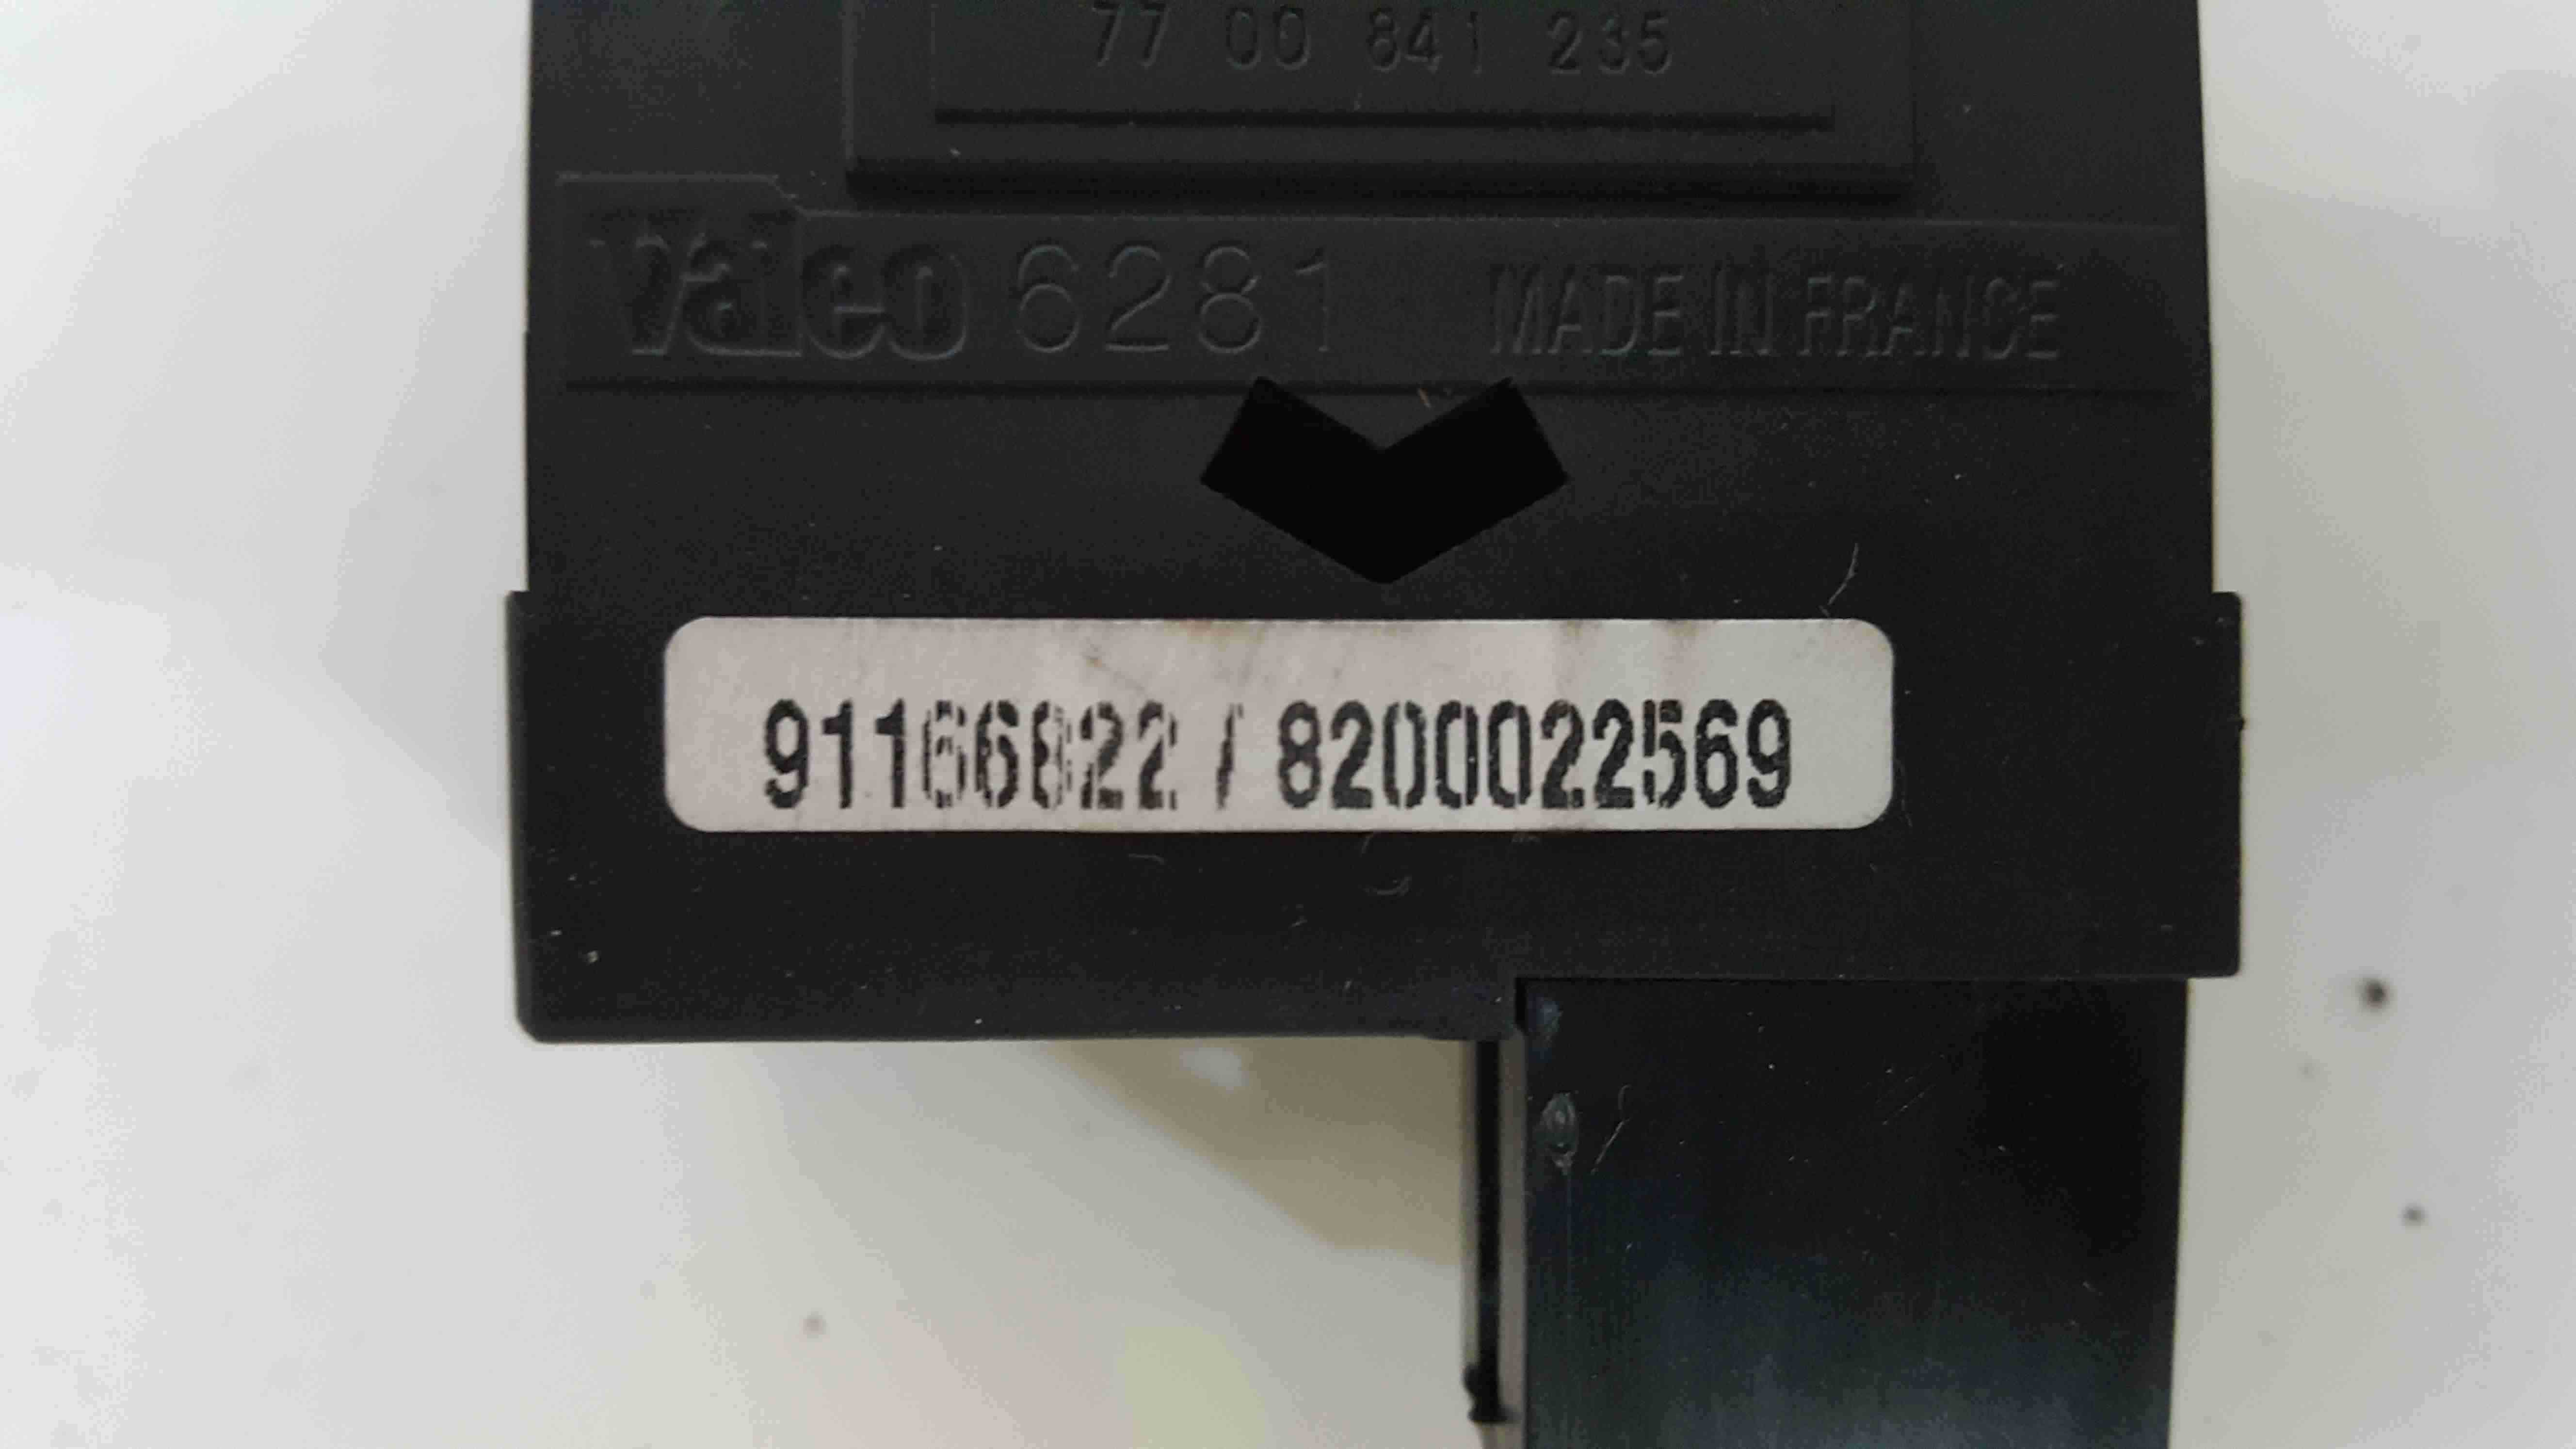 77 00 841 235
Valeo 6281 MADE IN FRANCE
91166822 / 8200022569